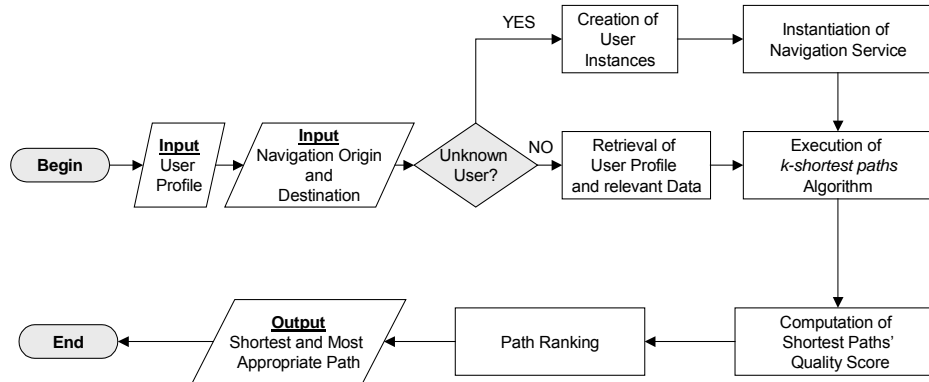 Begin
Input
User
Profile
Input
Navigation Origin
and
Destination
Unknown
User?
YES
Creation of
User
Instances
Instantiation of
Navigation Service
NO
Retrieval of
User Profile
and relevant Data
Execution of
k-shortest paths
Algorithm
Computation of
Shortest Paths'
Quality Score
Path Ranking
Output
Shortest and Most
Appropriate Path
End